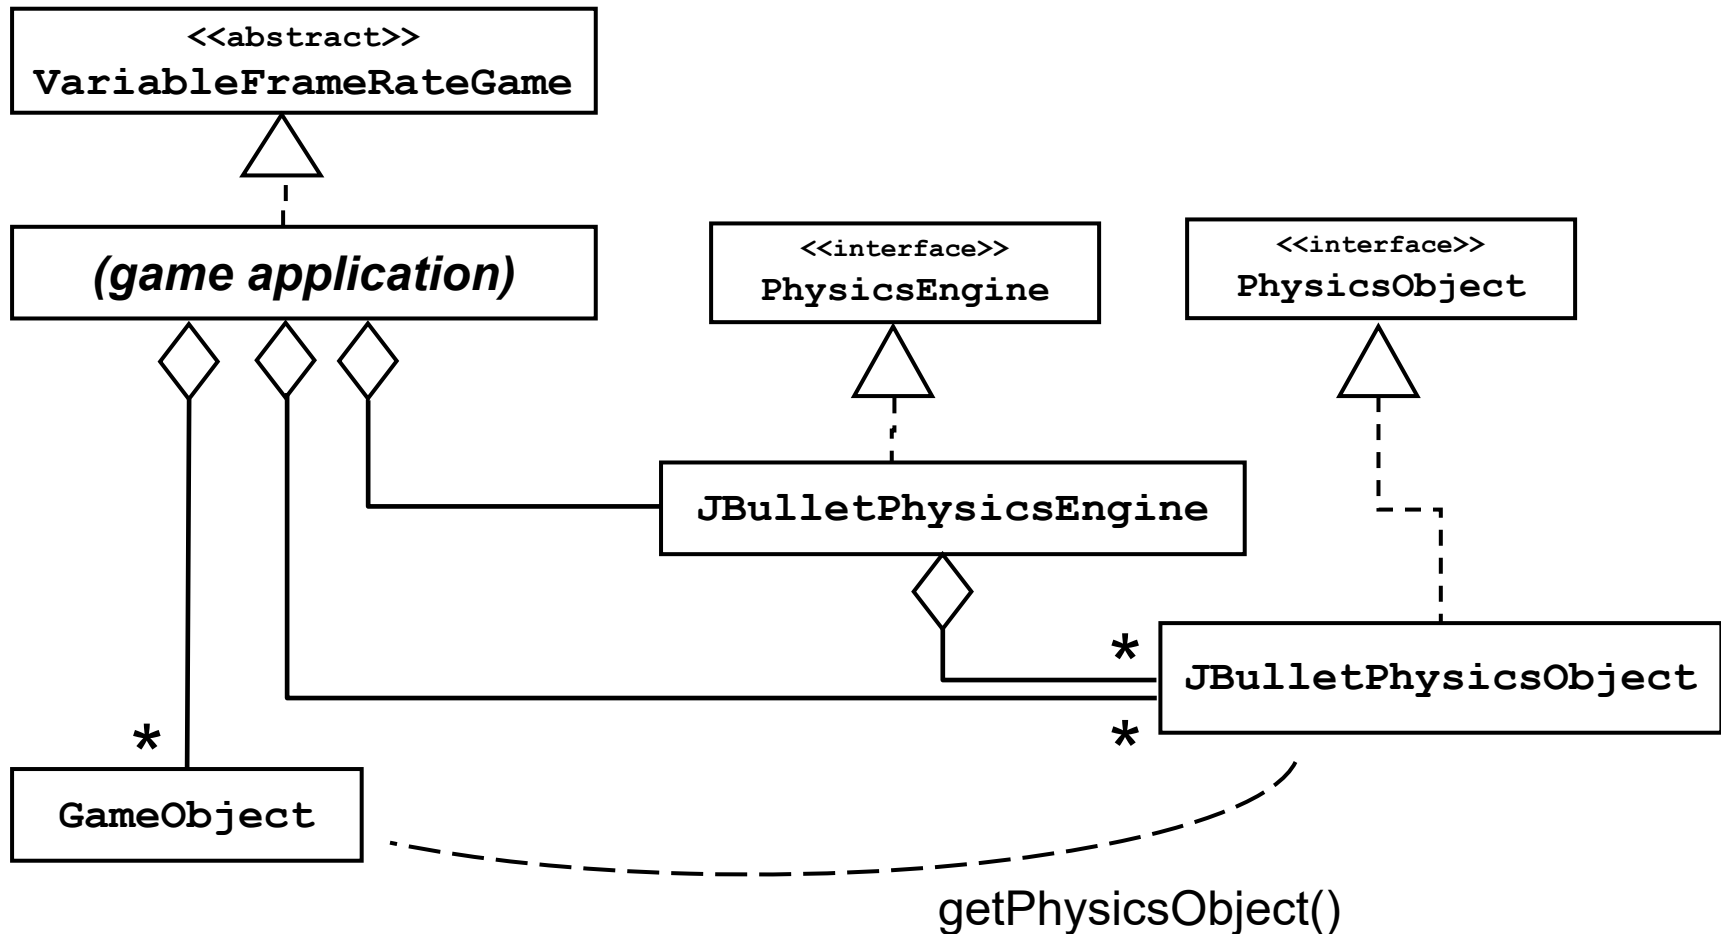 <<abstract>>
VariableFrameRateGame
(game application)
<<interface>>
PhysicsEngine
<<interface>>
PhysicsObject
JBulletPhysicsEngine
*
JBulletPhysicsObject
*
*
GameObject
getPhysicsObject()